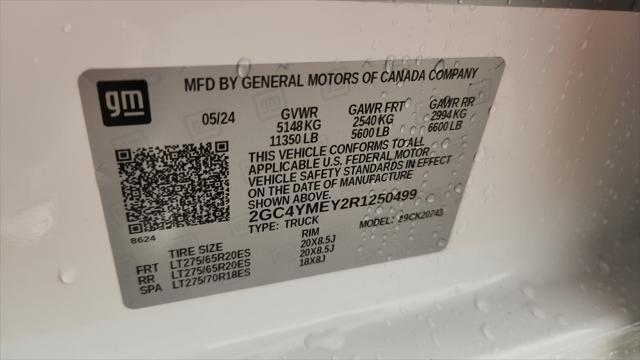 MFD BY GENERAL MOTORS OF CANADA COMPANY
gm
05/24 GVWR GAWR FRT GAWR RR
5148 KG 2540 KG 2994 KG
11350 LB 5600 LB 6600 LB
THIS VEHICLE CONFORMS TO ALL
APPLICABLE U.S. FEDERAL MOTOR
VEHICLE SAFETY STANDARDS IN EFFECT
ON THE DATE OF MANUFACTURE
SHOWN ABOVE.
2GC4YMEY2R1250499
8624
TYPE: TRUCK MODEL: 29CK20743
TIRE SIZE RIM
FRT LT275/65R20ES 20X8.5J
RR LT275/65R20ES 20X8.5J
SPA LT275/70R18ES 18X8J